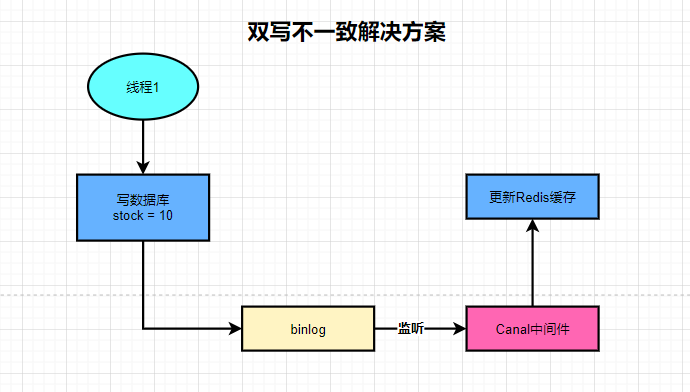 双写不一致解决方案
线程1
写数据库
stock = 10
更新Redis缓存
binlog
监听
Canal中间件